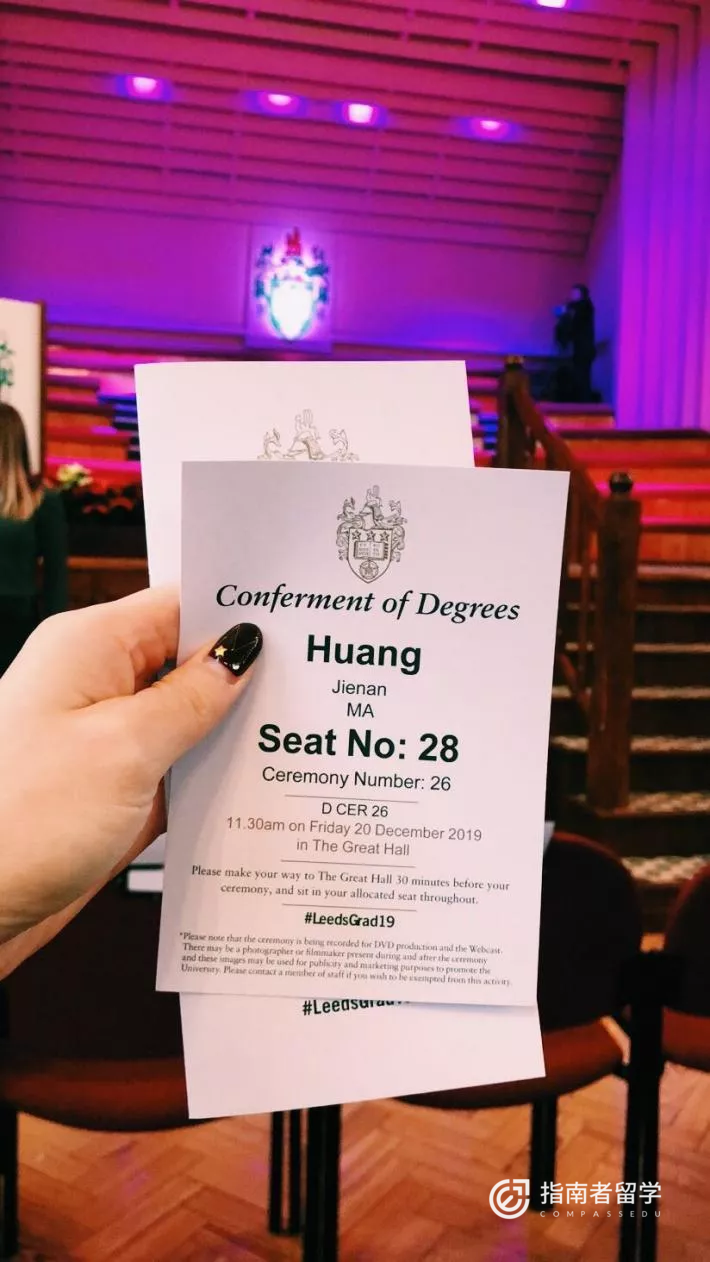 Conferment of Degrees
Huang
Jienan
MA
Seat No: 28
Ceremony Number: 26
D CER 26
11.30am on Friday 20 December 2019
in The Great Hall
Please make your way to The Great Hall 30 minutes before your
ceremony, and sit in your allocated seat throughout.
#LeedsGrad19
*Please note that the ceremony is being recorded for DVD production and the Webcast.
There may be a photographer or filmmaker present during and after the ceremony
and these images may be used for publicity and marketing purposes to promote the
University. Please contact a member of staff if you wish to be exempted from this activity.
#LeedsGrad1
指南者留学
COMPASSEDU